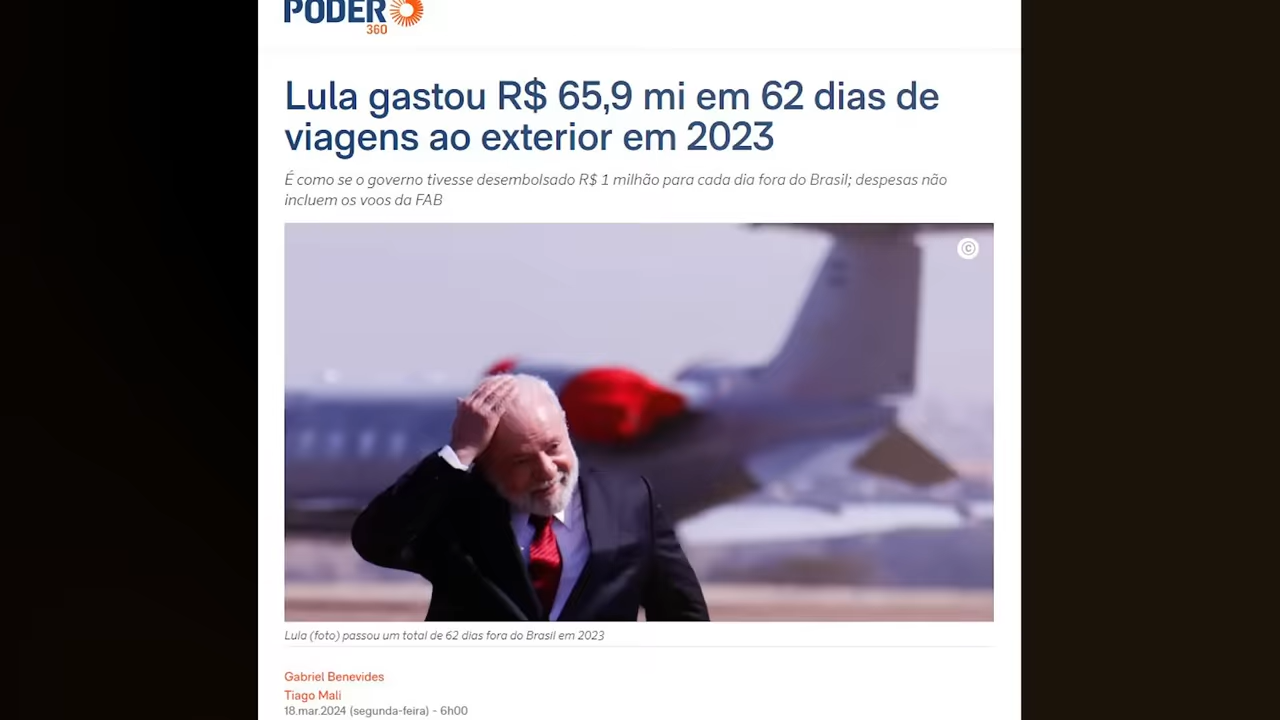 PODER
360
Lula gastou R$ 65,9 mi em 62 dias de
viagens ao exterior em 2023
É como se o governo tivesse desembolsado R$ 1 milhão para cada dia fora do Brasil; despesas não
incluem os voos da FAB
©
Lula (foto) passou um total de 62 dias fora do Brasil em 2023
Gabriel Benevides
Tiago Mali
18.mar.2024 (segunda-feira) - 6h00